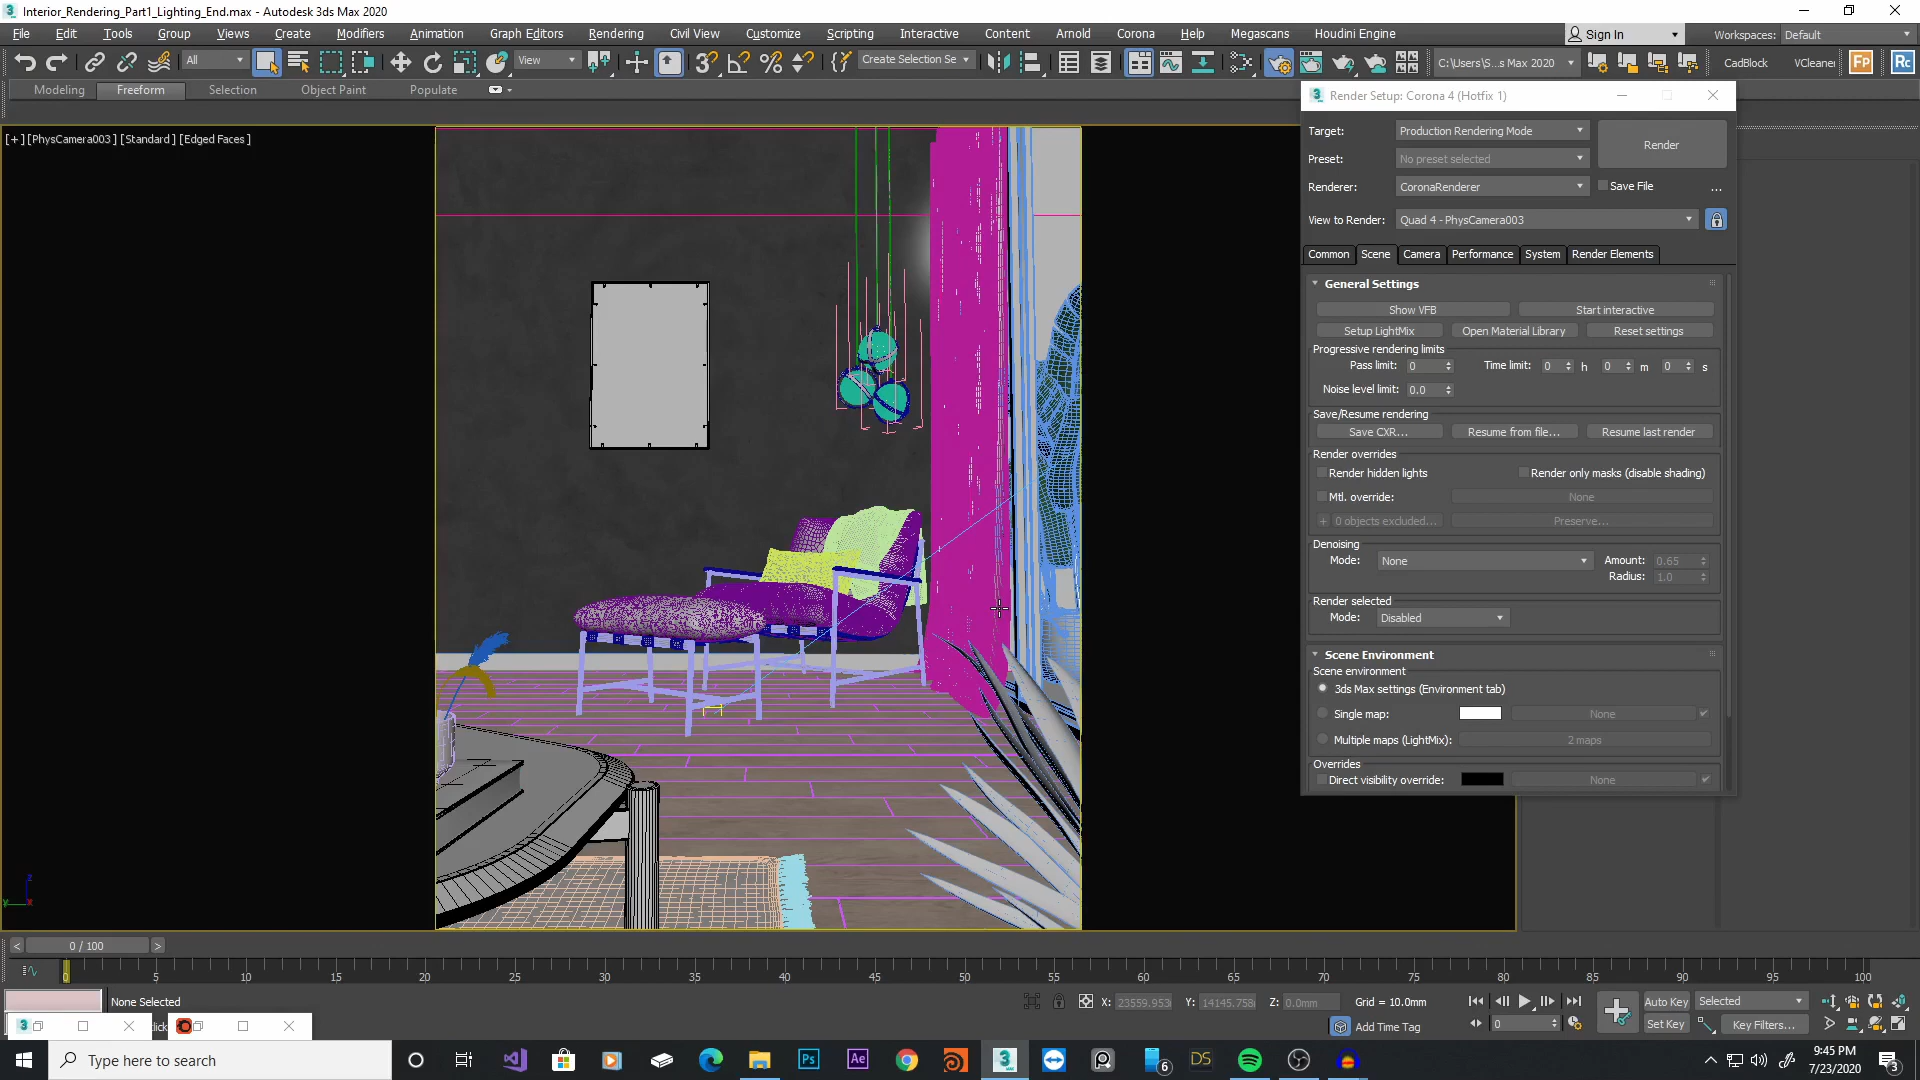 Interior_Rendering_Part1_Lighting_End.max - Autodesk 3ds Max 2020
File Edit Tools Group Views Create Modifiers Animation Graph Editors Rendering Civil View Customize Scripting Interactive Content Arnold Corona Help Megascans Houdini Engine Sign In Workspaces: Default
All View Create Selection Se C:\Users\S...s Max 2020 CadBlock VCleaner FP Rc
Modeling Freeform Selection Object Paint Populate
[+] [PhysCamera003] [Standard] [Edged Faces]
Render Setup: Corona 4 (Hotfix 1)
Target: Production Rendering Mode Render
Preset: No preset selected
Renderer: CoronaRenderer Save File ...
View to Render: Quad 4 - PhysCamera003
Common Scene Camera Performance System Render Elements
General Settings
Show VFB Start interactive
Setup LightMix Open Material Library Reset settings
Progressive rendering limits
Pass limit: 0 Time limit: 0 h 0 m 0 s
Noise level limit: 0.0
Save/Resume rendering
Save CXR... Resume from file... Resume last render
Render overrides
Render hidden lights Render only masks (disable shading)
Mtl. override: None
+ 0 objects excluded... Preserve...
Denoising
Mode: None Amount: 0.65
Radius: 1.0
Render selected
Mode: Disabled
Scene Environment
Scene environment
3ds Max settings (Environment tab)
Single map: None
Multiple maps (LightMix): 2 maps
Overrides
Direct visibility override: None
z
y x
< 0 / 100 >
0 5 10 15 20 25 30 35 40 45 50 55 60 65 70 75 80 85 90 95 100
None Selected X: 23559.953 Y: 14145.758 Z: 0.0mm Grid = 10.0mm Auto Key Selected
click Add Time Tag 0 Set Key Key Filters...
Type here to search Ps Ae 3 6 DS 9:45 PM
7/23/2020 3